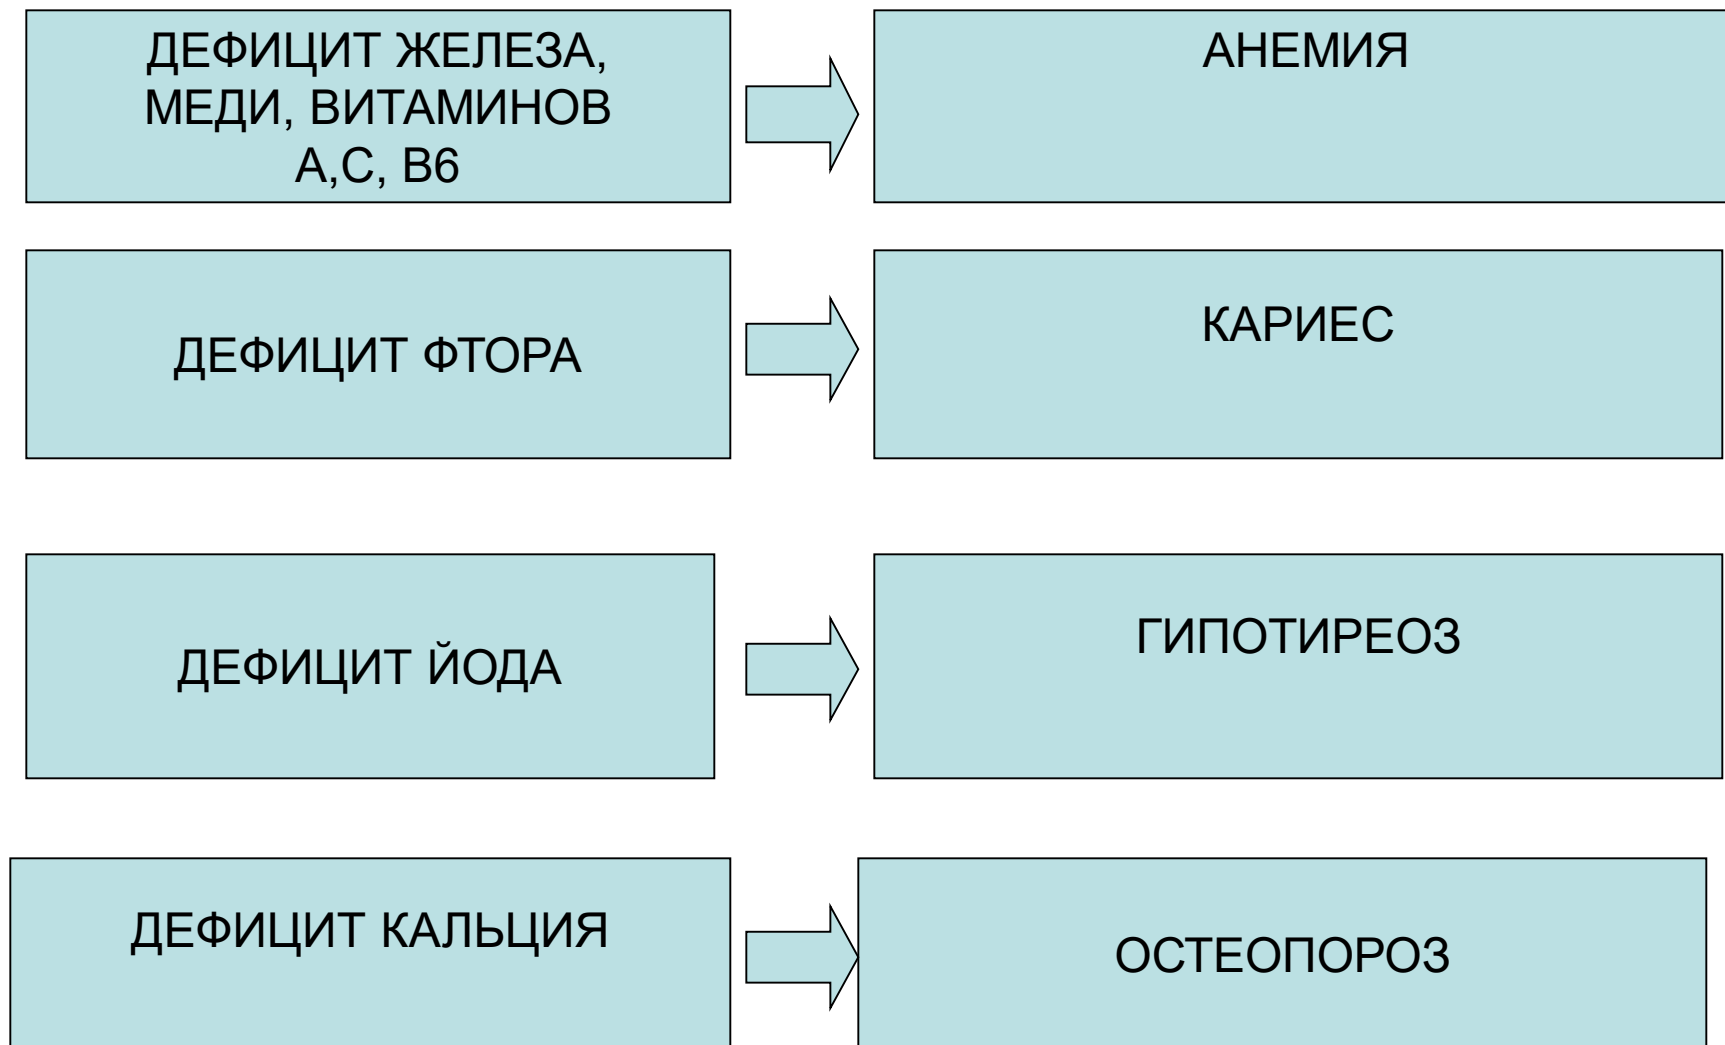 ДЕФИЦИТ ЖЕЛЕЗА,
МЕДИ, ВИТАМИНОВ
А,С, В6
АНЕМИЯ
ДЕФИЦИТ ФТОРА
КАРИЕС
ДЕФИЦИТ ЙОДА
ГИПОТИРЕОЗ
ДЕФИЦИТ КАЛЬЦИЯ
ОСТЕОПОРОЗ